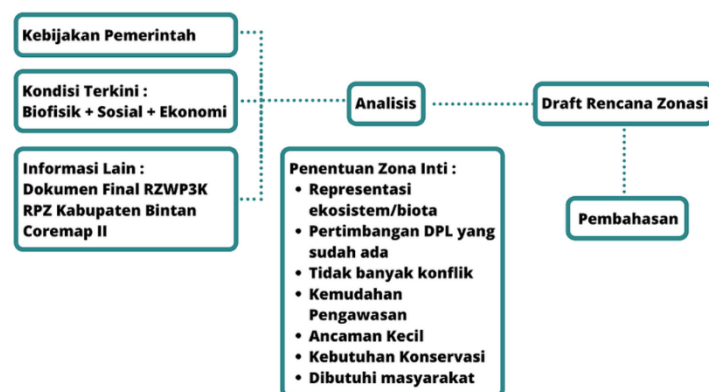 Kebijakan Pemerintah
Kondisi Terkini :
Biofisik + Sosial + Ekonomi
Informasi Lain :
Dokumen Final RZWP3K
RPZ Kabupaten Bintan
Coremap II
Analisis
Penentuan Zona Inti :
• Representasi
ekosistem/biota
• Pertimbangan DPL yang
sudah ada
• Tidak banyak konflik
• Kemudahan
Pengawasan
• Ancaman Kecil
• Kebutuhan Konservasi
• Dibutuhi masyarakat
Draft Rencana Zonasi
Pembahasan